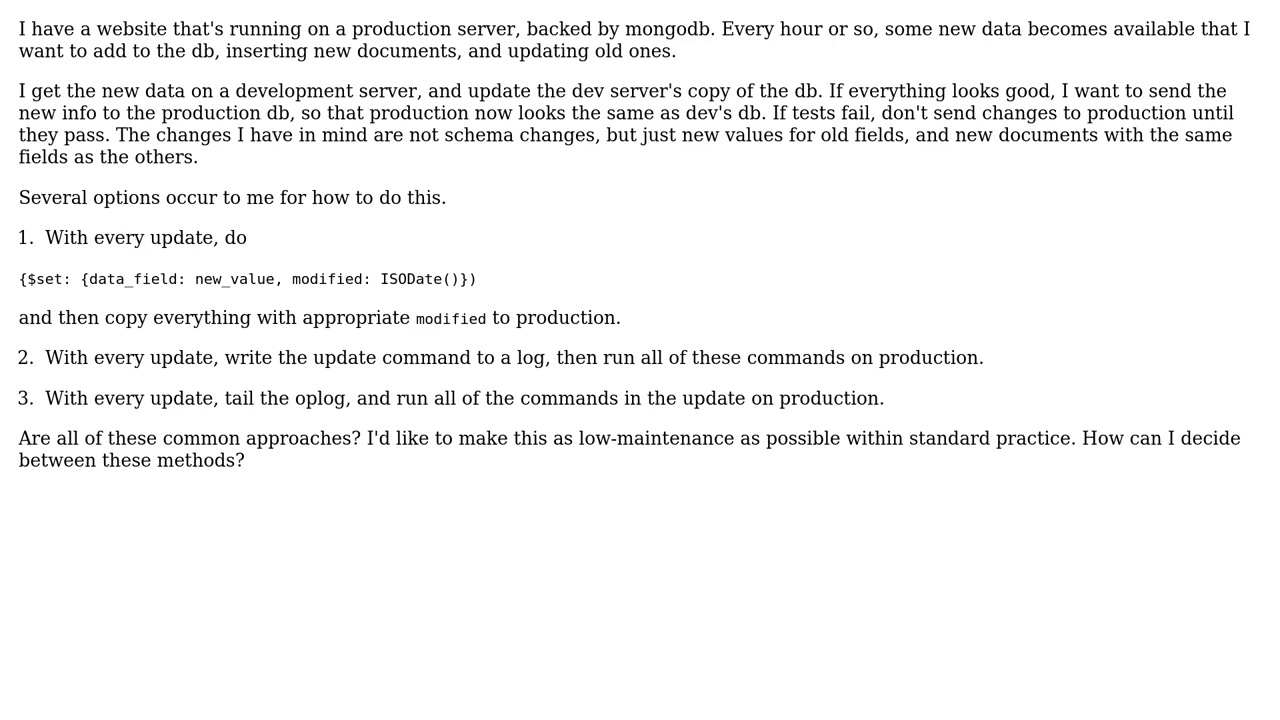 I have a website that's running on a production server, backed by mongodb. Every hour or so, some new data becomes available that I
want to add to the db, inserting new documents, and updating old ones.
I get the new data on a development server, and update the dev server's copy of the db. If everything looks good, I want to send the
new info to the production db, so that production now looks the same as dev's db. If tests fail, don't send changes to production until
they pass. The changes I have in mind are not schema changes, but just new values for old fields, and new documents with the same
fields as the others.
Several options occur to me for how to do this.
1. With every update, do
{$set: {data_field: new_value, modified: ISODate()})
and then copy everything with appropriate modified to production.
2. With every update, write the update command to a log, then run all of these commands on production.
3. With every update, tail the oplog, and run all of the commands in the update on production.
Are all of these common approaches? I'd like to make this as low-maintenance as possible within standard practice. How can I decide
between these methods?